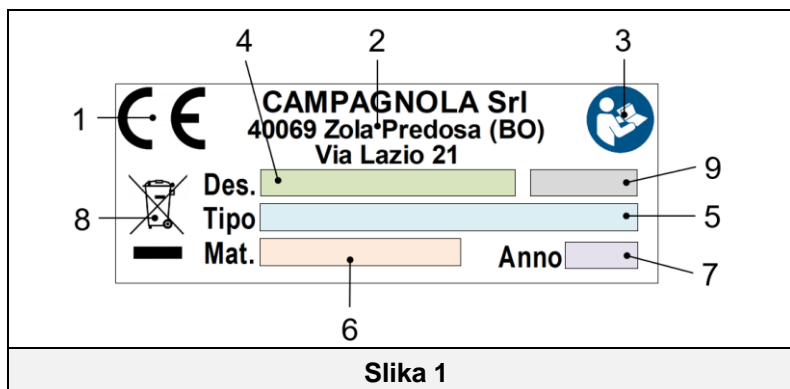 4 2 3
1 CE CAMPAGNOLA Srl
40069 Zola Predosa (BO)
Via Lazio 21
Des. 9
8 Tipo 5
Mat. Anno 7
6
Slika 1